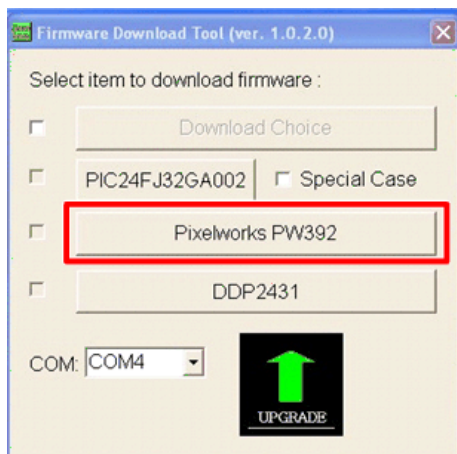 Firmware Download Tool (ver. 1.0.2.0)
Select item to download firmware :
Download Choice
PIC24FJ32GA002 Special Case
Pixelworks PW392
DDP2431
COM: COM4
UPGRADE